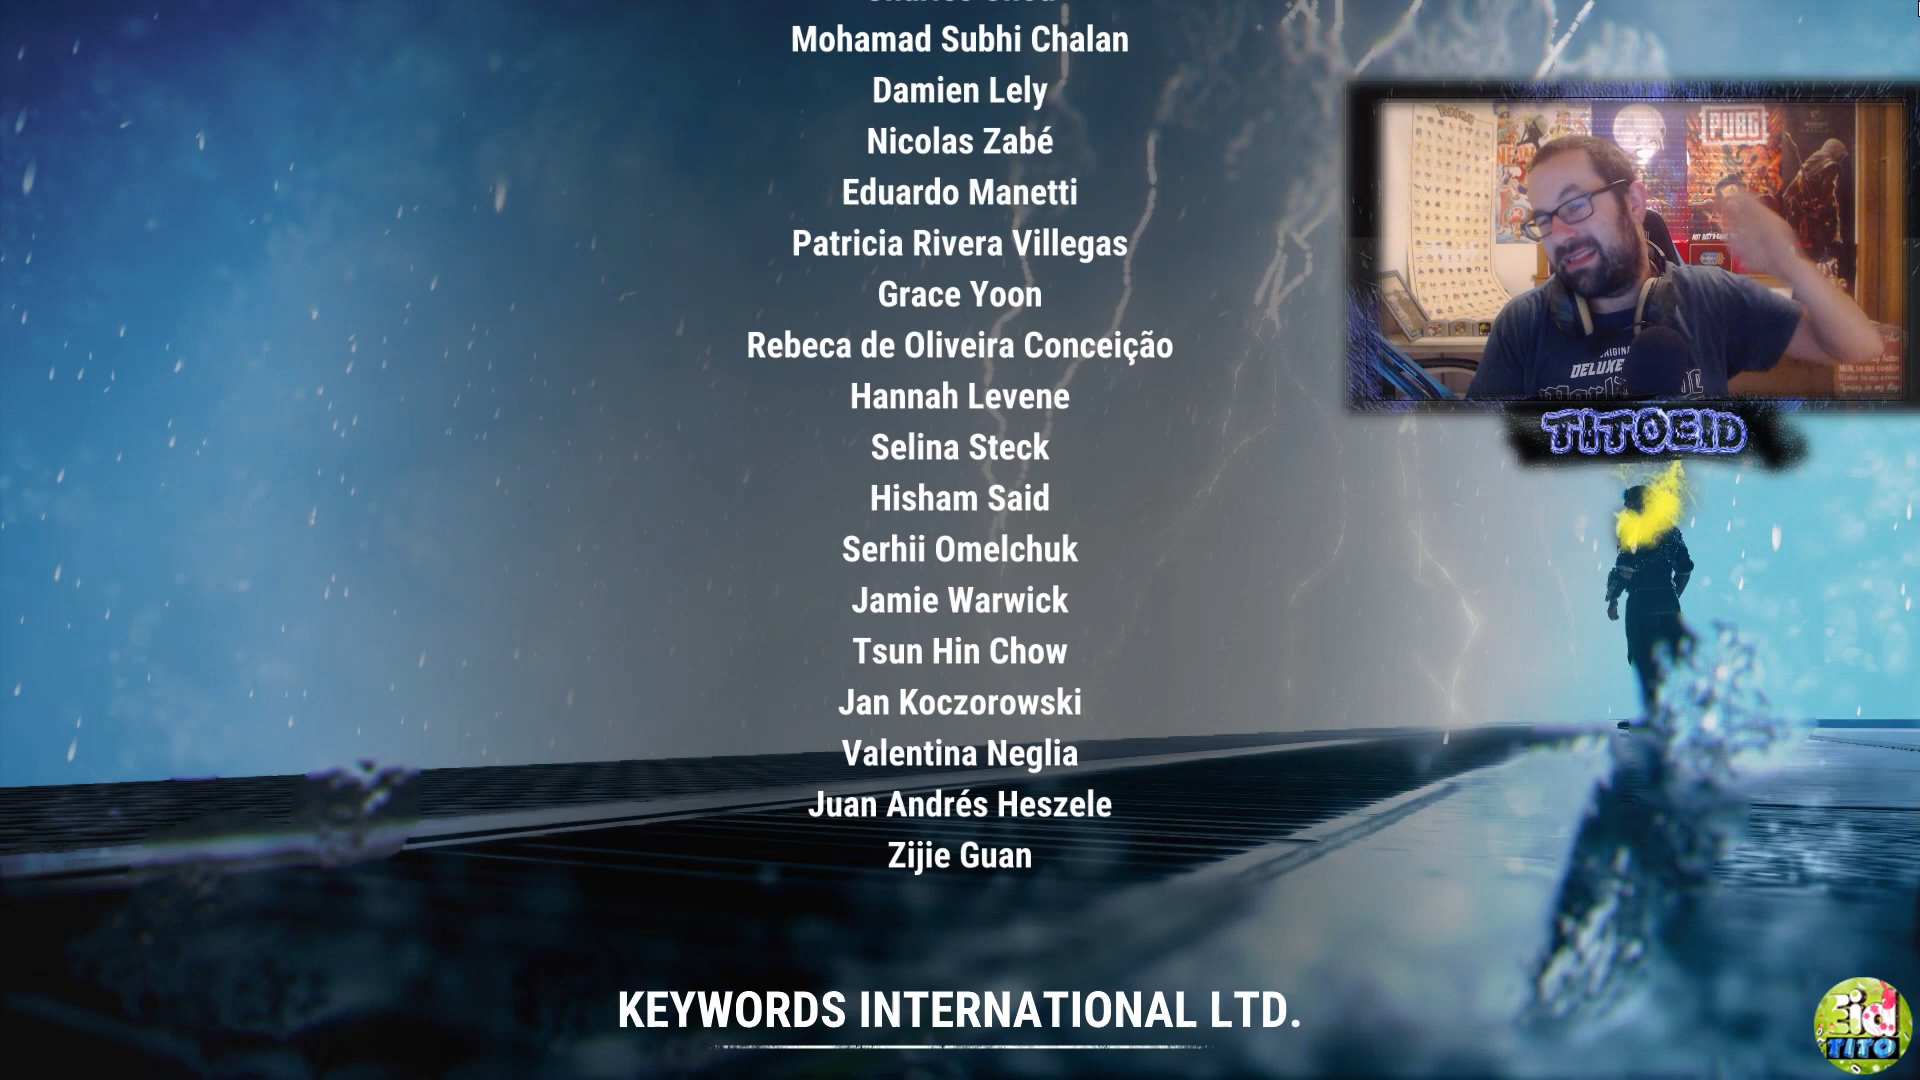 Mohamad Subhi Chalan
Damien Lely
Nicolas Zabé
Eduardo Manetti
Patricia Rivera Villegas
Grace Yoon
Rebeca de Oliveira Conceição
Hannah Levene
Selina Steck
Hisham Said
Serhii Omelchuk
Jamie Warwick
Tsun Hin Chow
Jan Koczorowski
Valentina Neglia
Juan Andrés Heszele
Zijie Guan
KEYWORDS INTERNATIONAL LTD.
PUBG
DELUXE
TITOEID
Eid
TITO